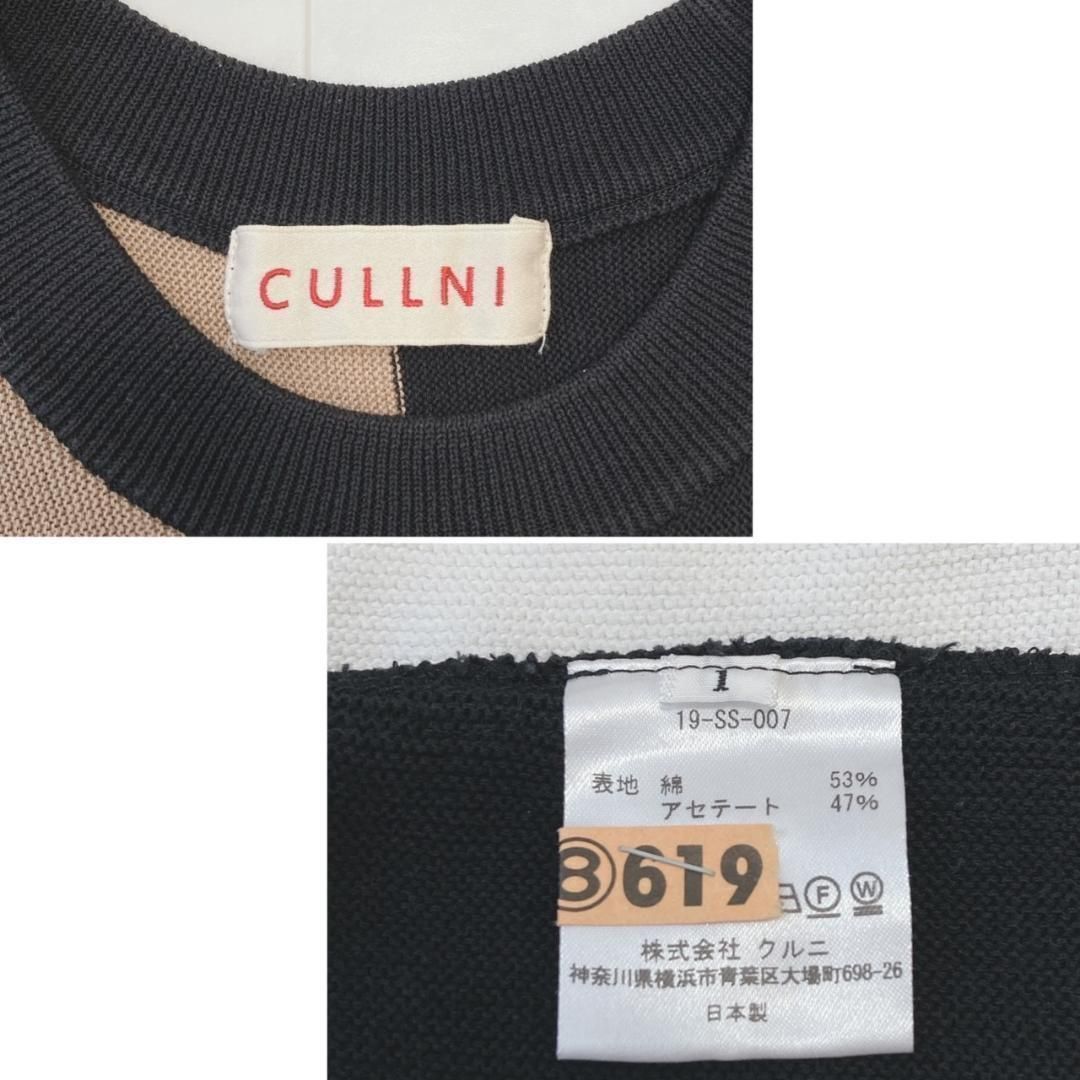 CULLNI
1
19-SS-007
表地 綿 53%
アセテート 47%
⑧619
F W
株式会社 クルニ
神奈川県横浜市青葉区大場町698-26
日本製